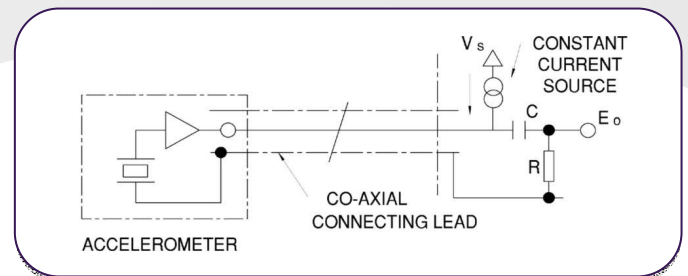 V s
CONSTANT
CURRENT
SOURCE
C
E o
R
CO-AXIAL
CONNECTING LEAD
ACCELEROMETER